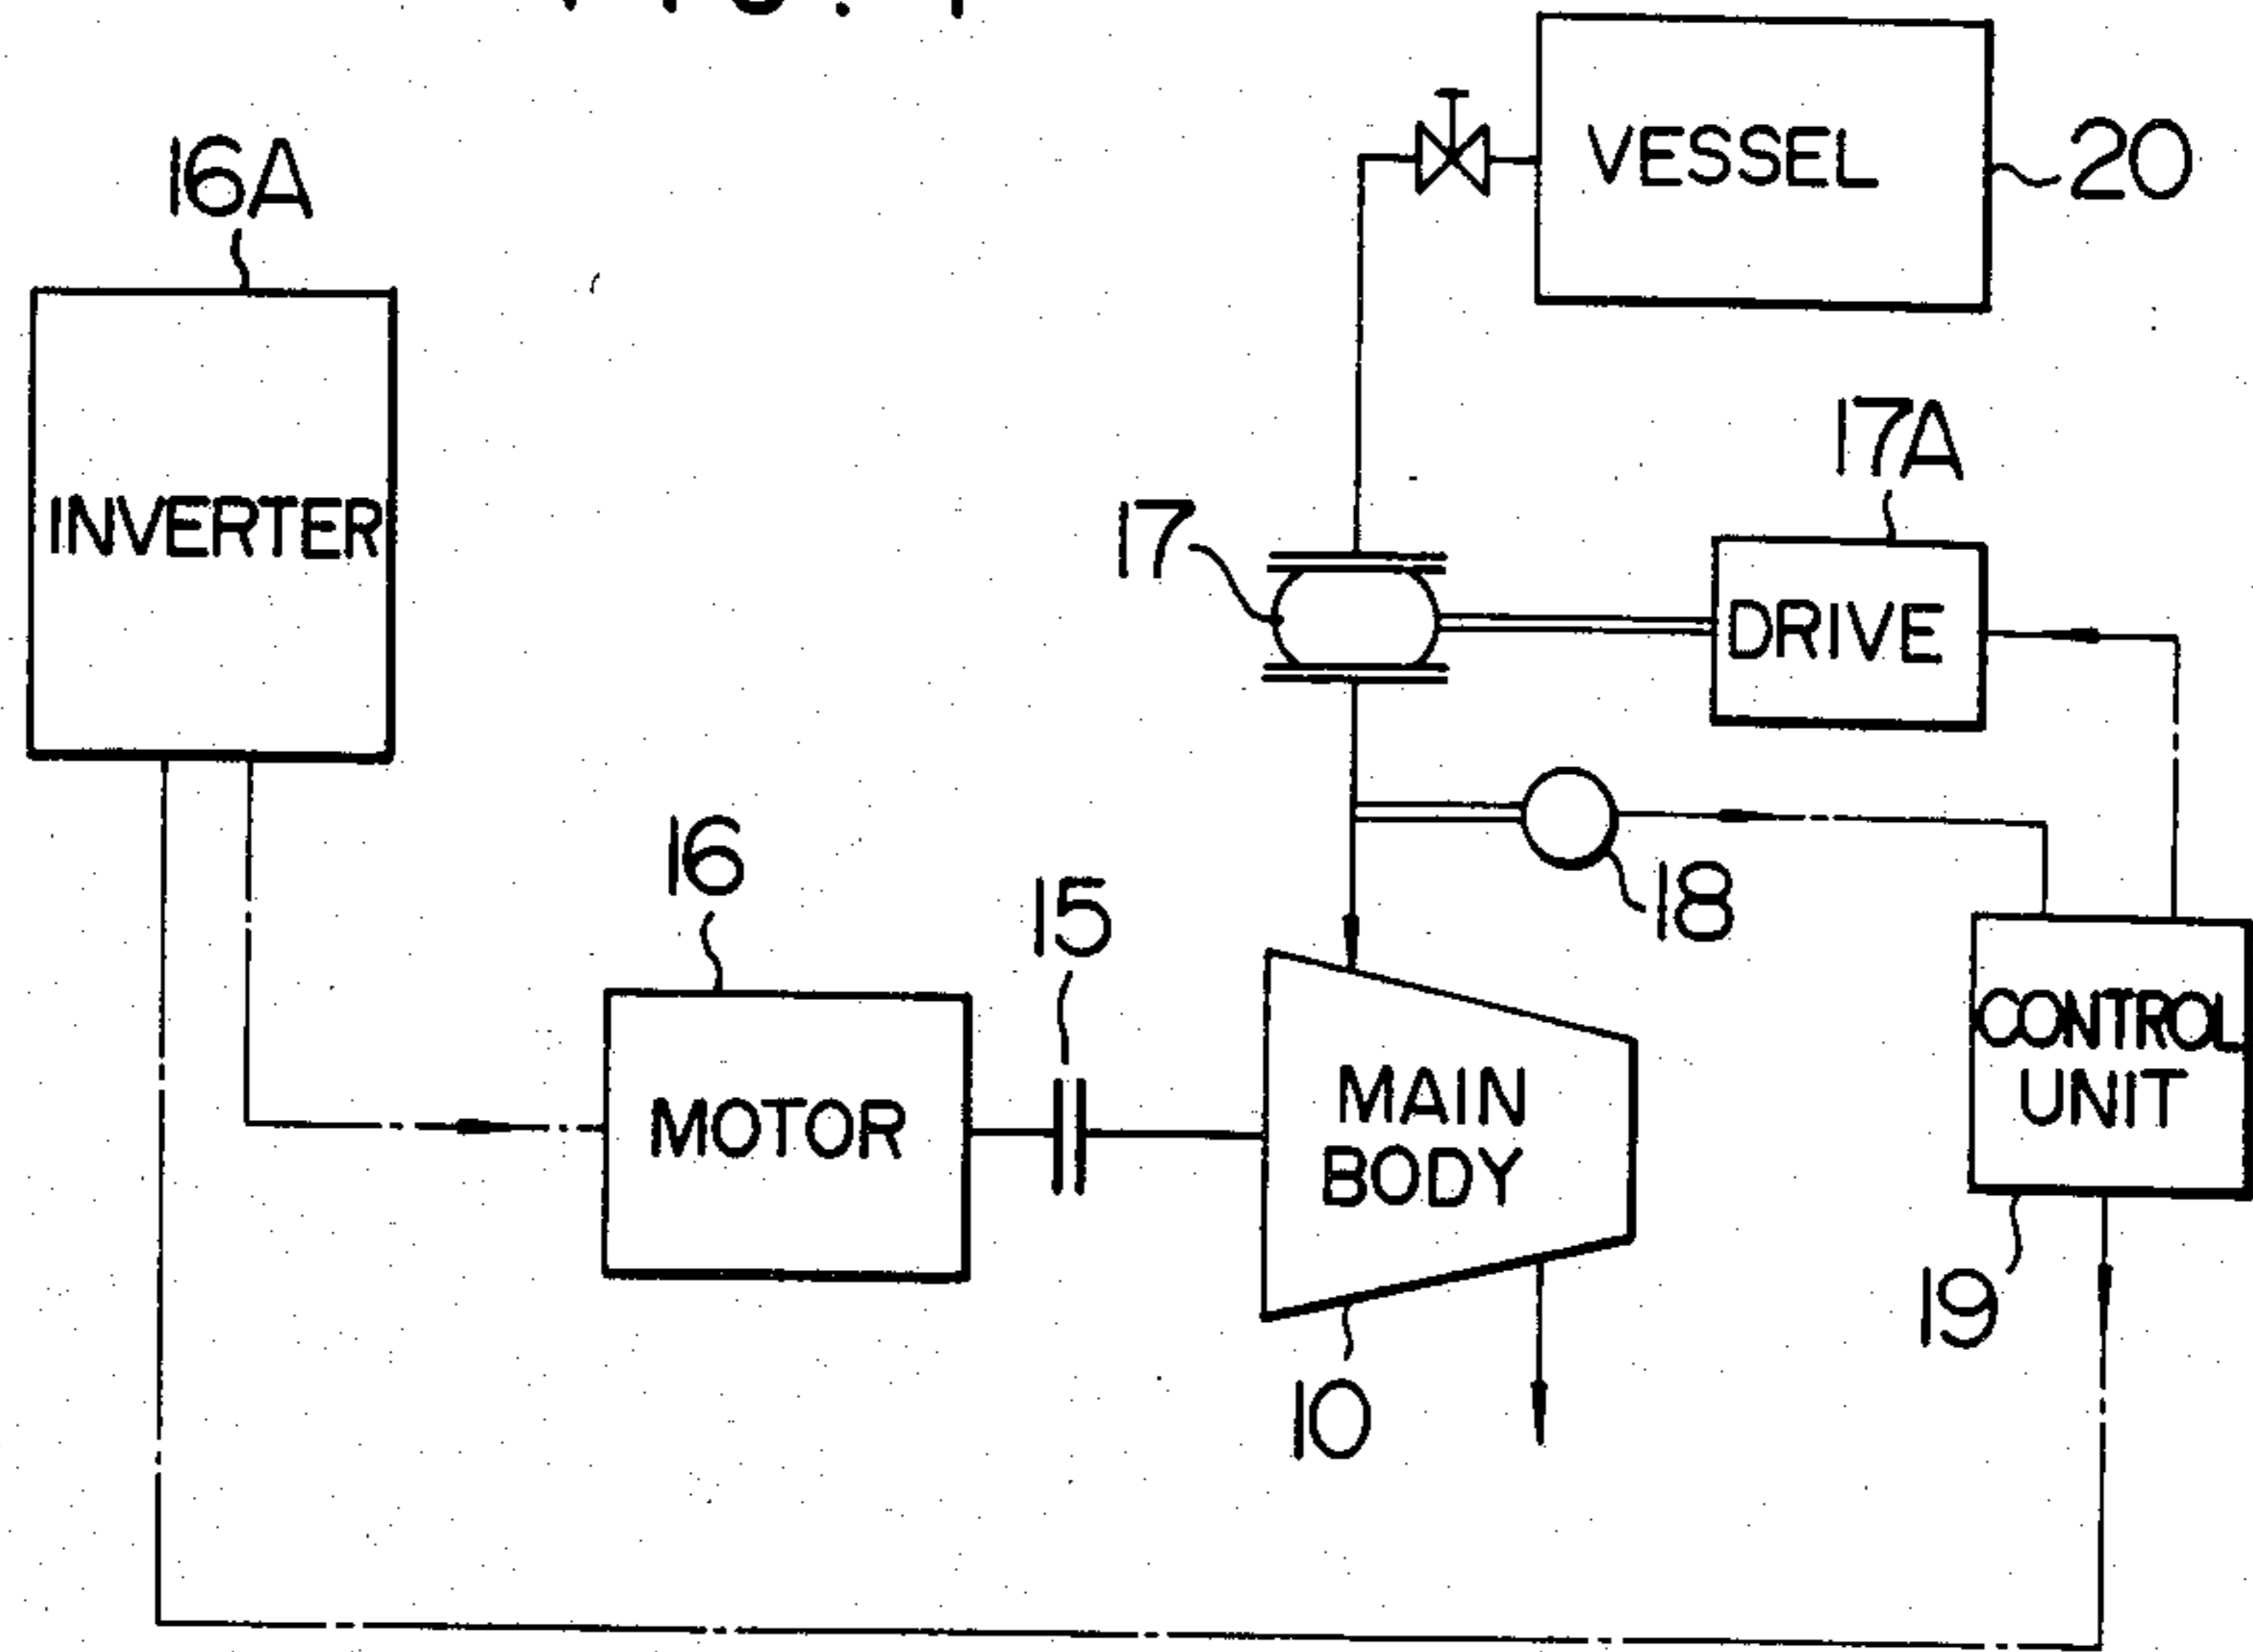 VESSEL
20
16A
INVERTER
17A
17
DRIVE
16
15
18
MOTOR
MAIN
BODY
CONTROL
UNIT
19
10